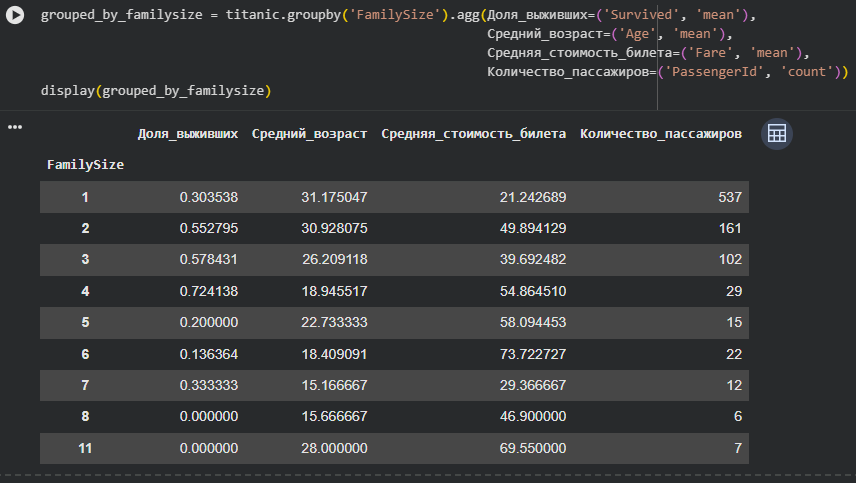 grouped_by_familysize = titanic.groupby('FamilySize').agg(Доля_выживших=('Survived', 'mean'),
Средний_возраст=('Age', 'mean'),
Средняя_стоимость_билета=('Fare', 'mean'),
Количество_пассажиров=('PassengerId', 'count'))
display(grouped_by_familysize)
Доля_выживших Средний_возраст Средняя_стоимость_билета Количество_пассажиров
FamilySize
1 0.303538 31.175047 21.242689 537
2 0.552795 30.928075 49.894129 161
3 0.578431 26.209118 39.692482 102
4 0.724138 18.945517 54.864510 29
5 0.200000 22.733333 58.094453 15
6 0.136364 18.409091 73.722727 22
7 0.333333 15.166667 29.366667 12
8 0.000000 15.666667 46.900000 6
11 0.000000 28.000000 69.550000 7